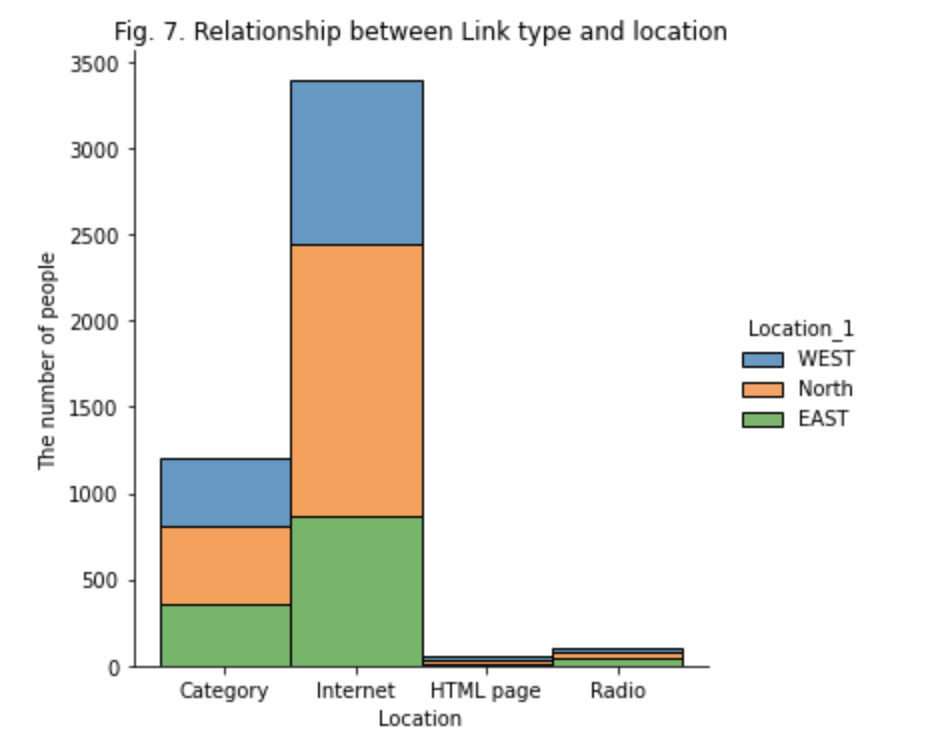 Fig. 7. Relationship between Link type and location
3500
3000
2500
2000
1500
1000
500
0
The number of people
Category Internet HTML page Radio
Location
Location_1
WEST
North
EAST